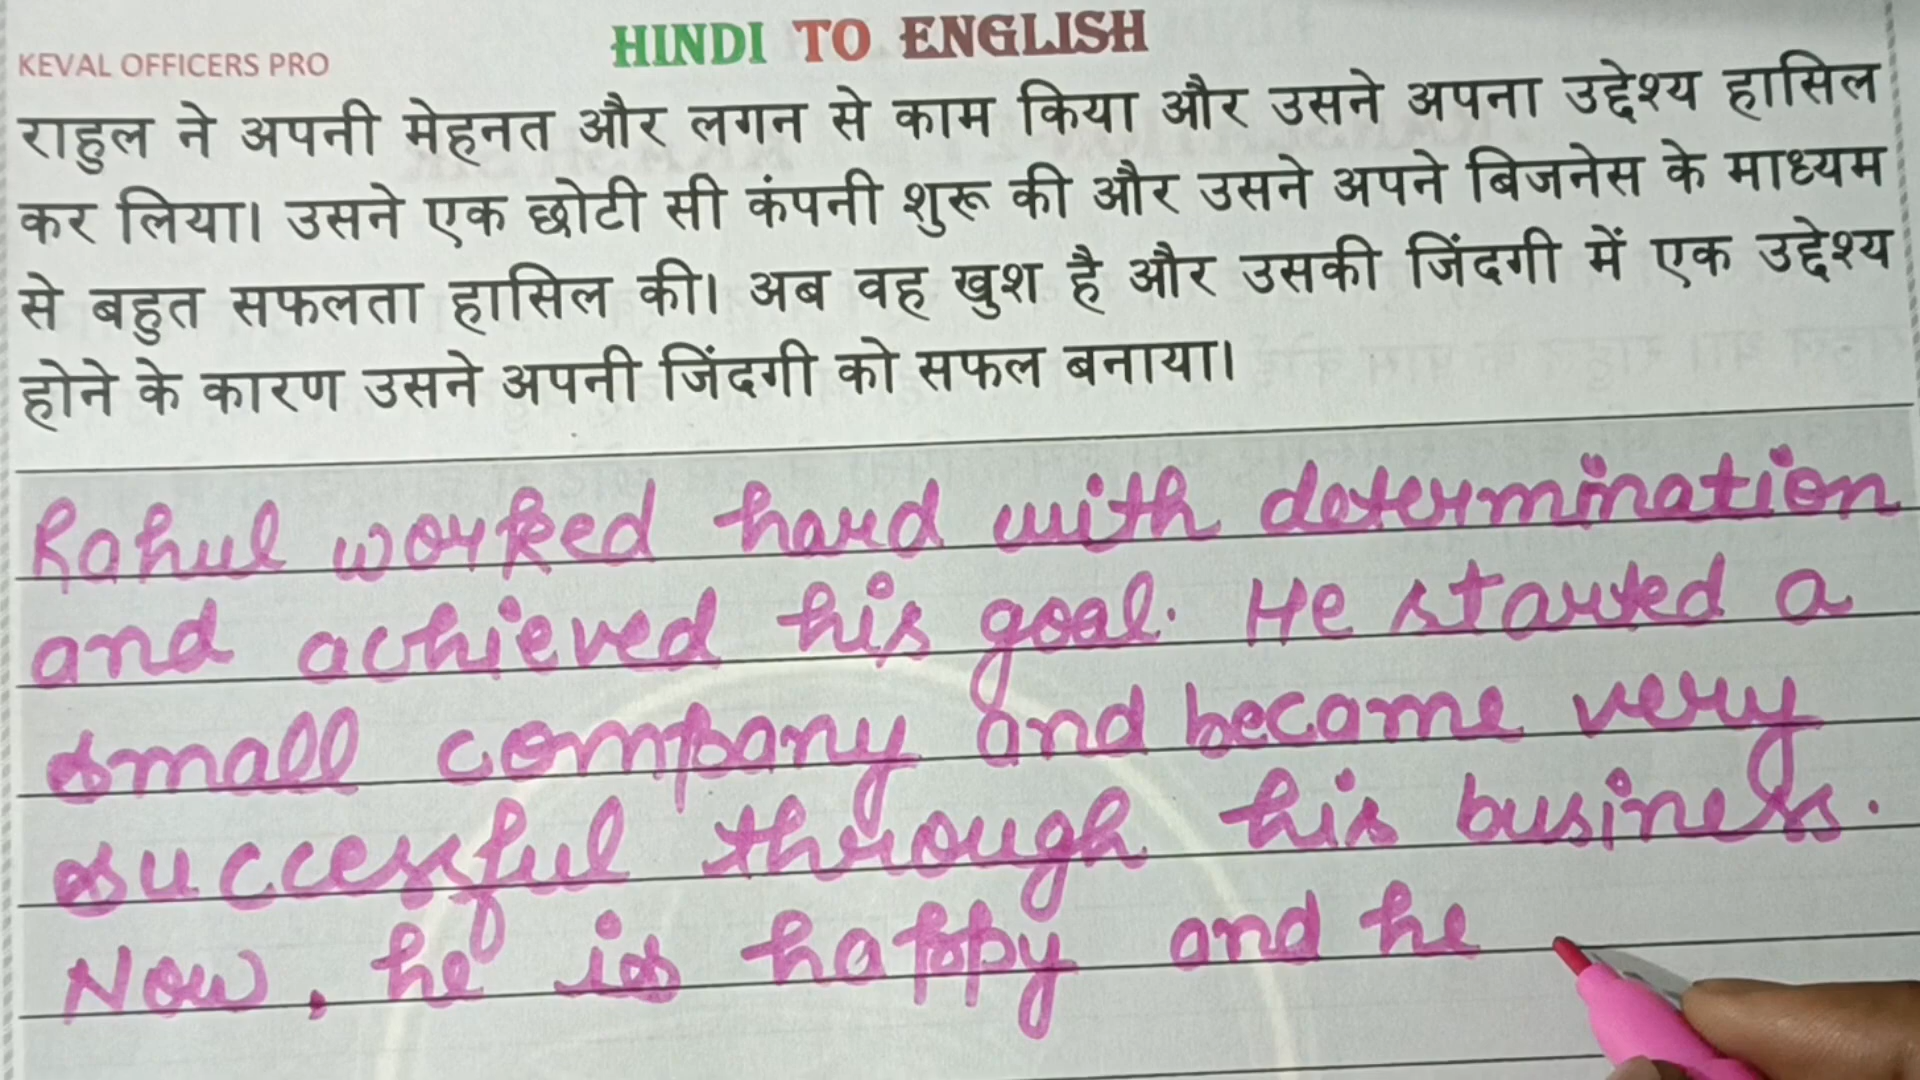 HINDI TO ENGLISH
KEVAL OFFICERS PRO
राहुल ने अपनी मेहनत और लगन से काम किया और उसने अपना उद्देश्य हासिल
कर लिया। उसने एक छोटी सी कंपनी शुरू की और उसने अपने बिजनेस के माध्यम
से बहुत सफलता हासिल की। अब वह खुश है और उसकी जिंदगी में एक उद्देश्य
होने के कारण उसने अपनी जिंदगी को सफल बनाया।
Rahul worked hard with determination
and achieved his goal. He started a
small company and became very
successful through his business.
Now, he is happy and he